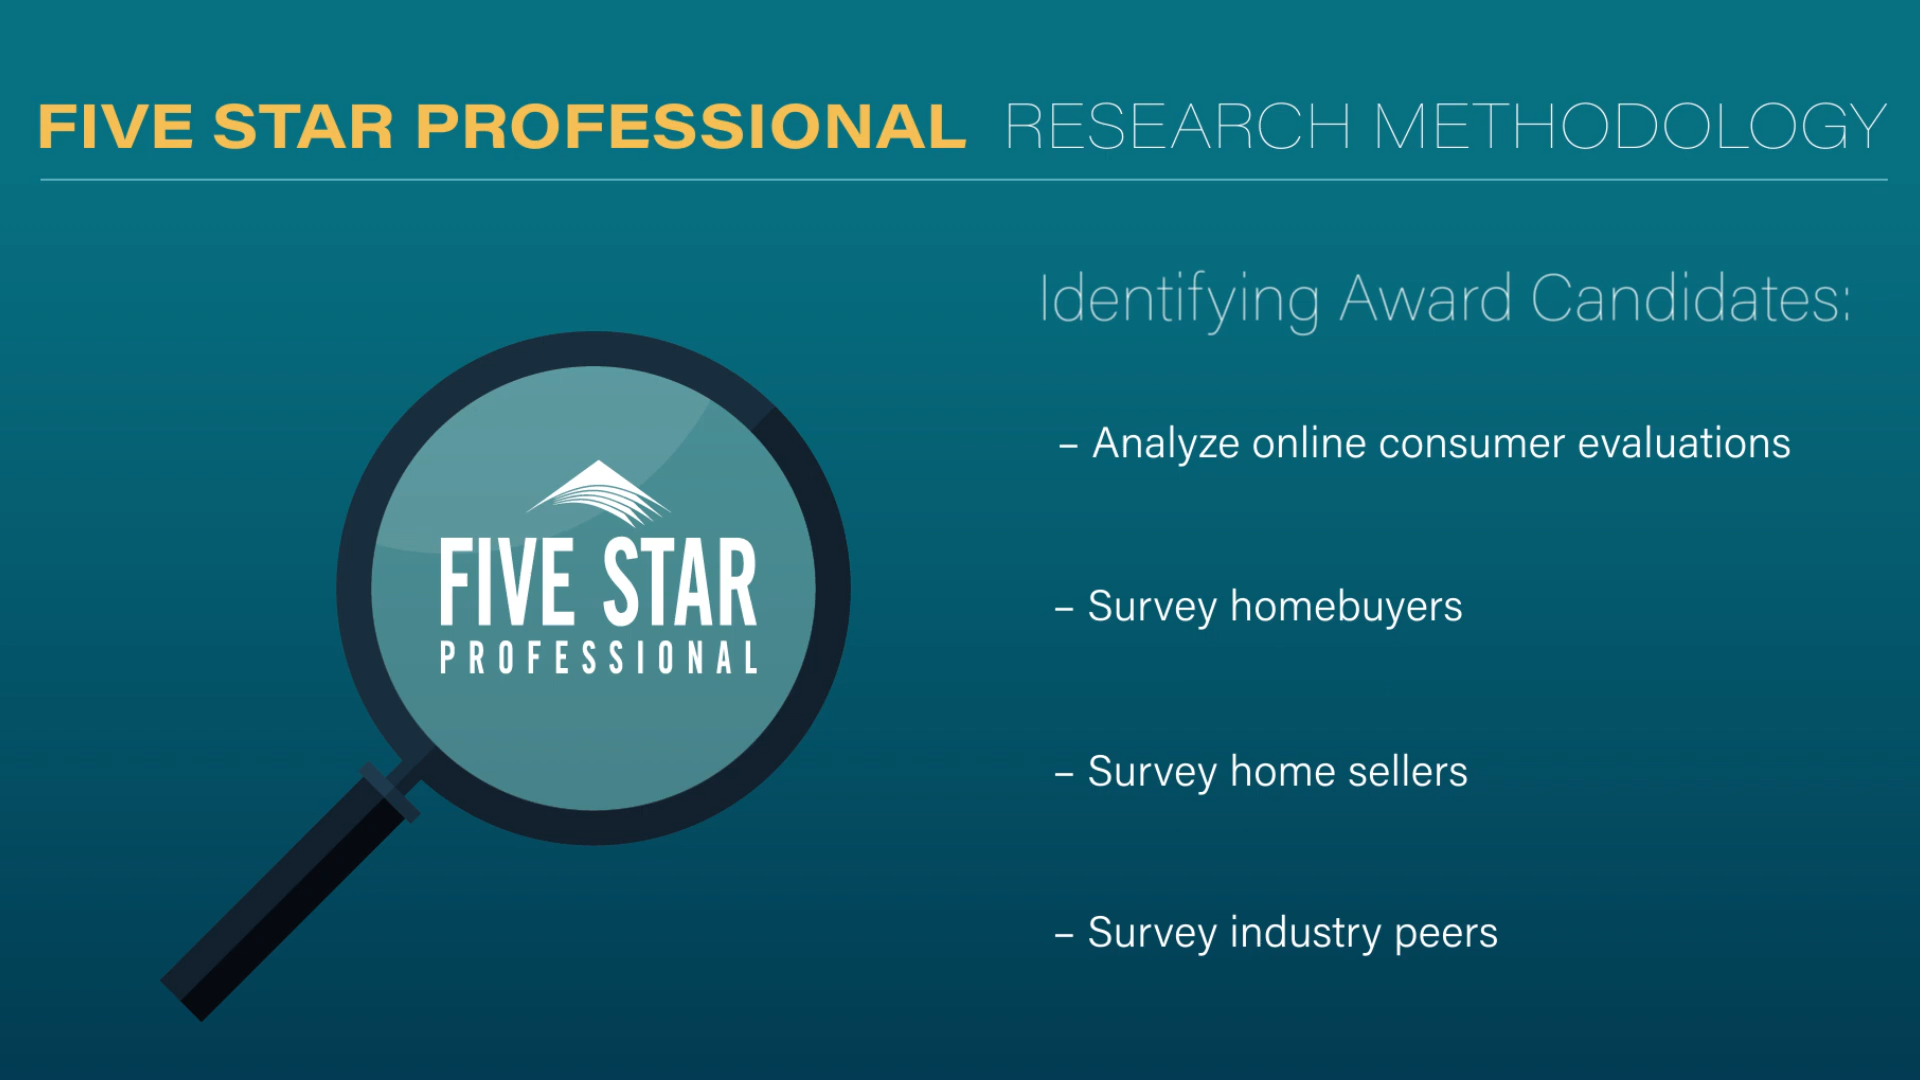 FIVE STAR PROFESSIONAL RESEARCH METHODOLOGY
Identifying Award Candidates:
– Analyze online consumer evaluations
– Survey homebuyers
– Survey home sellers
– Survey industry peers
FIVE STAR
PROFESSIONAL